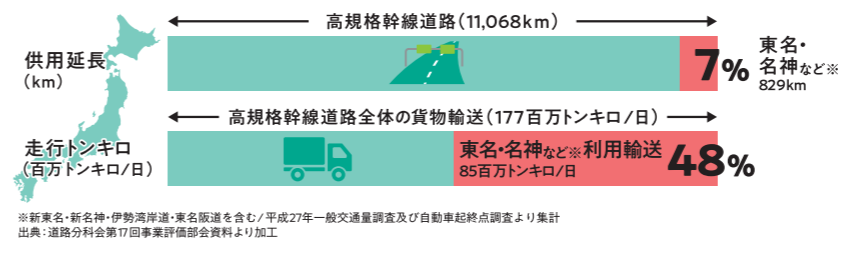 高規格幹線道路（11,068km）
供用延長
（km）
7%
東名・
名神など※
829km
高規格幹線道路全体の貨物輸送（177百万トンキロ/日）
走行トンキロ
（百万トンキロ/日）
東名・名神など※利用輸送
85百万トンキロ/日
48%
※新東名・新名神・伊勢湾岸道・東名阪道を含む/平成27年一般交通量調査及び自動車起終点調査より集計
出典：道路分科会第17回事業評価部会資料より加工